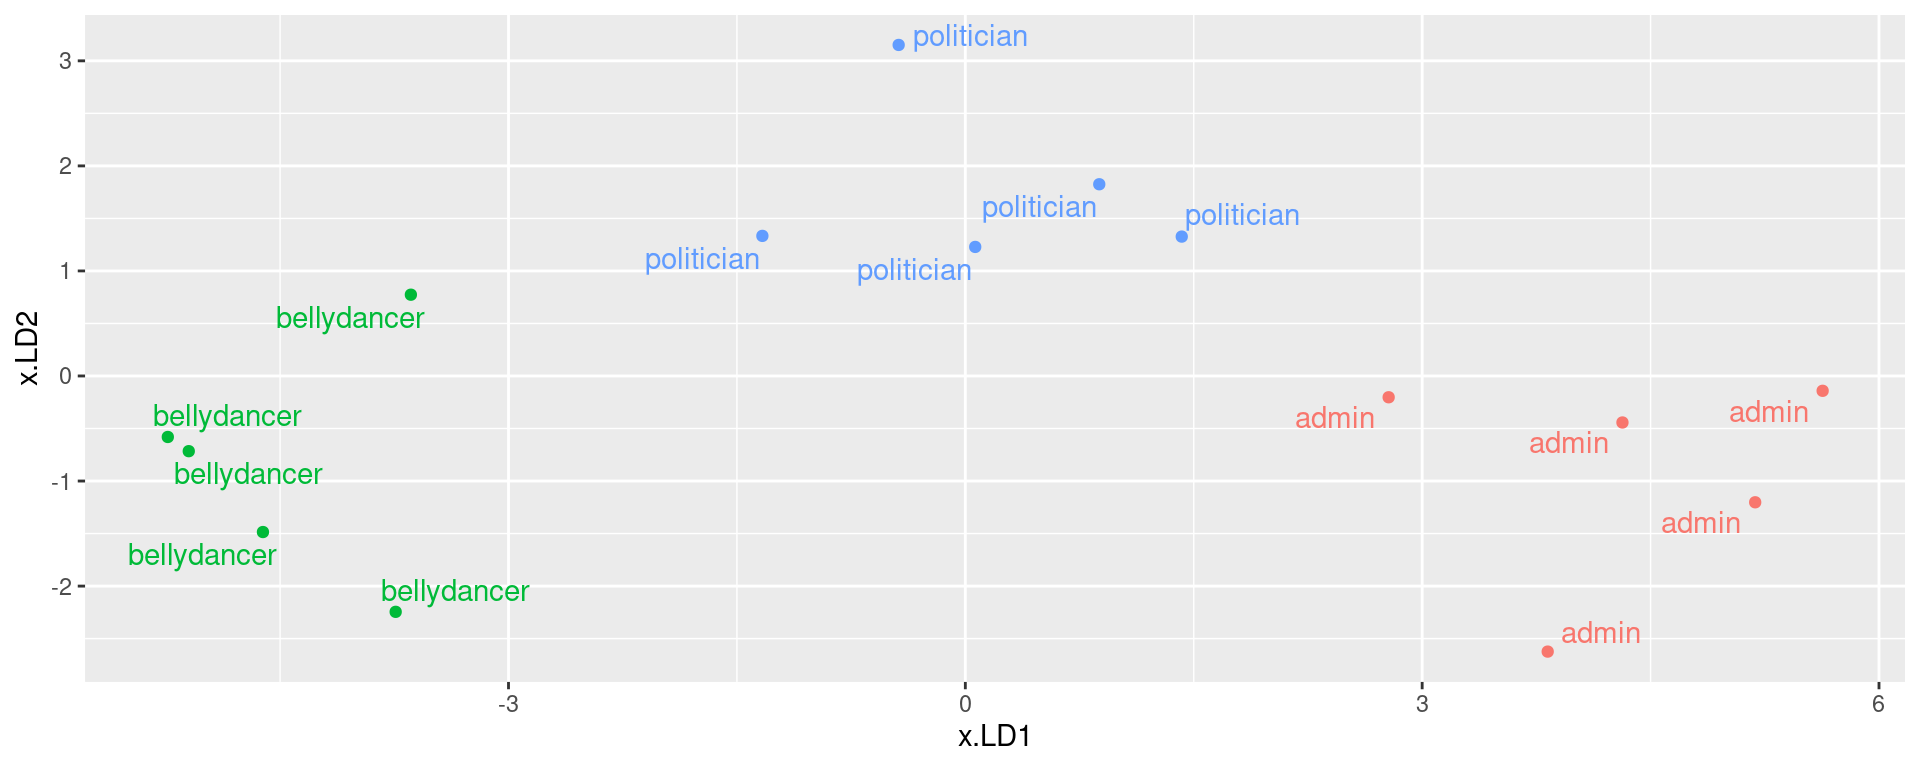 politician
3
2
politician
politician
politician
politician
1
bellydancer
x.LD2
0
bellydancer
admin
admin
admin
bellydancer
-1
admin
bellydancer
-2
bellydancer
admin
-3
0
3
6
x.LD1